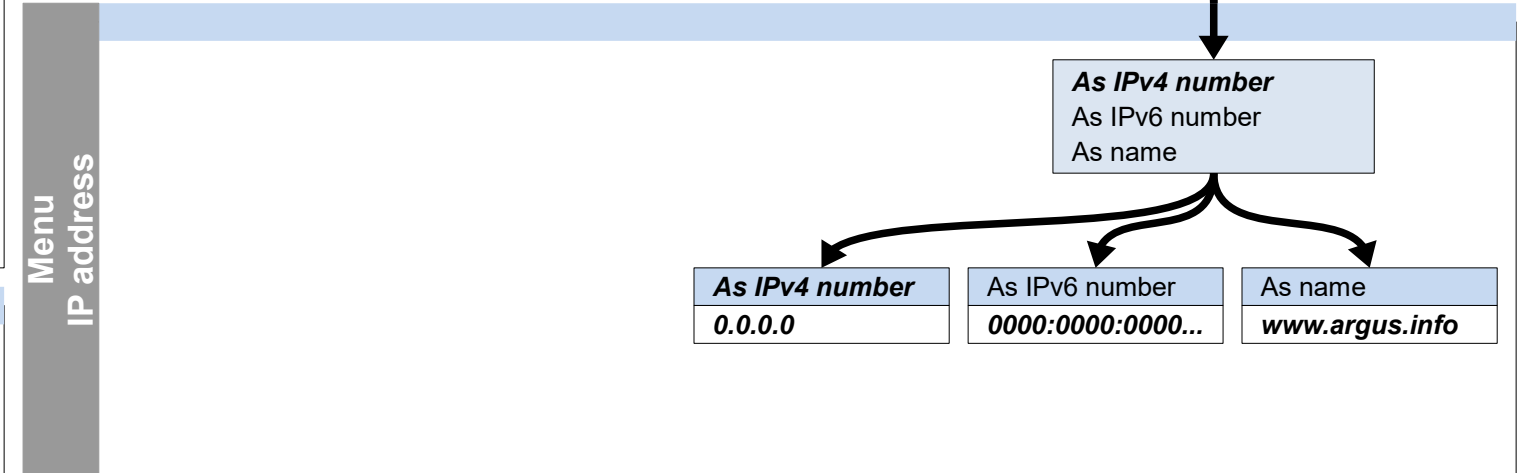 Menu
IP address
As IPv4 number
As IPv6 number
As name
As IPv4 number
0.0.0.0
As IPv6 number
0000:0000:0000...
As name
www.argus.info